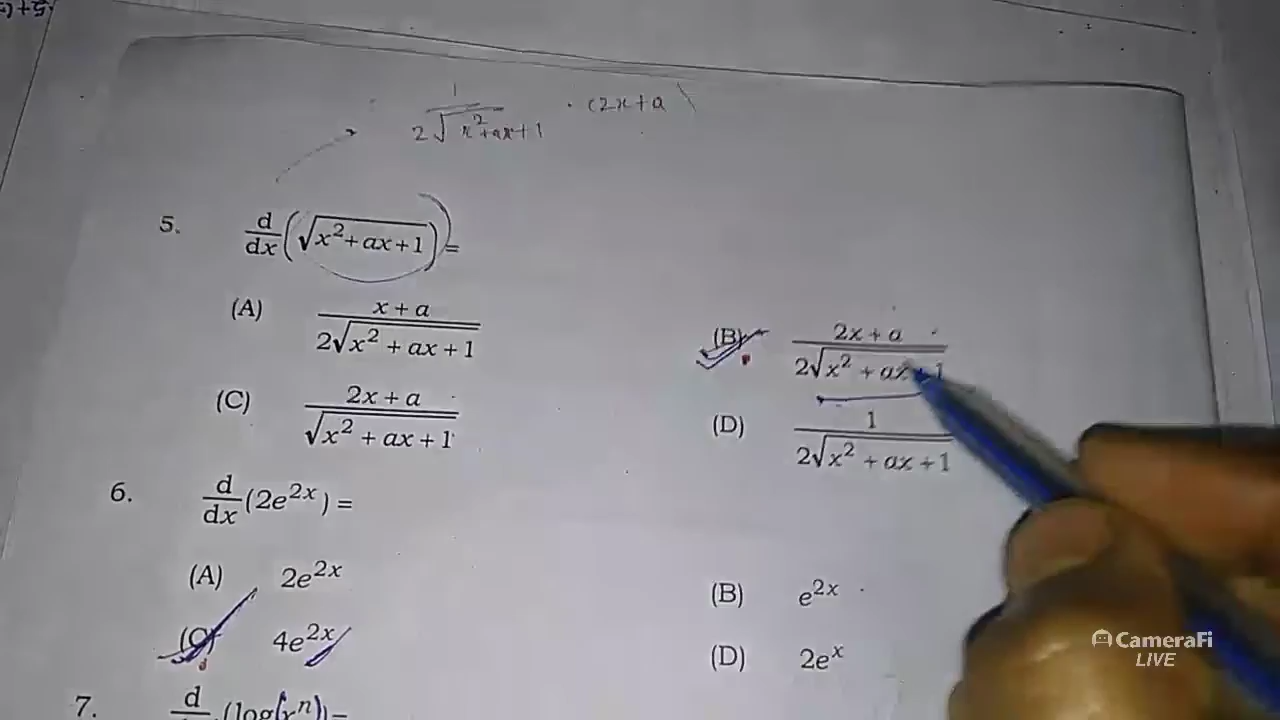 1/(2√(x²+ax+1)) · (2x+a)
5. d/dx(√(x²+ax+1)) =
(A) (x+a)/(2√(x²+ax+1))
(B) (2x+a)/(2√(x²+ax+1))
(C) (2x+a)/√(x²+ax+1)
(D) 1/(2√(x²+ax+1))
6. d/dx(2e^{2x}) =
(A) 2e^{2x}
(B) e^{2x}
(C) 4e^{2x}
(D) 2e^x
7. d/ (log(x^n)) =
CameraFi
LIVE